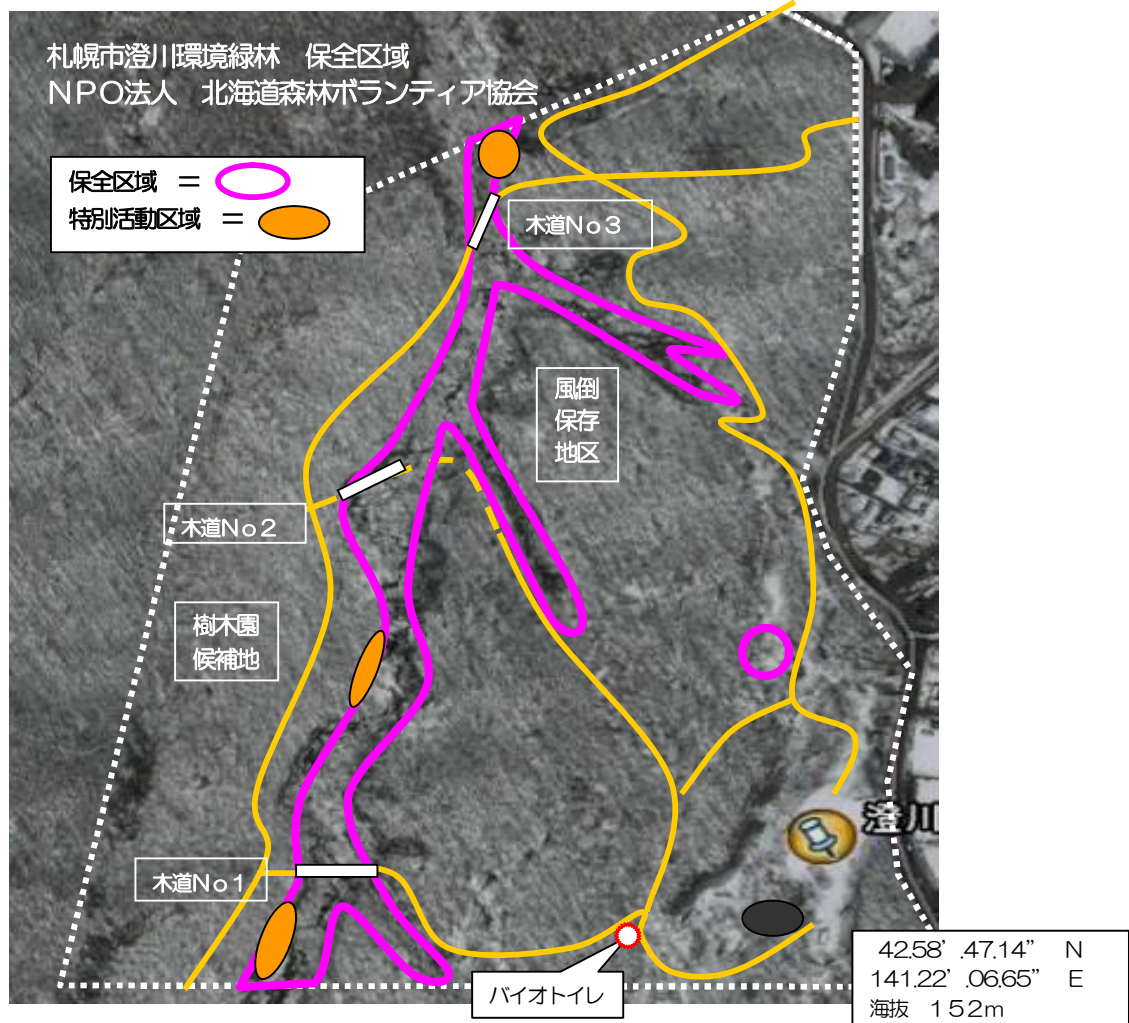 札幌市澄川環境緑林　保全区域
ＮＰＯ法人　北海道森林ボランティア協会
保全区域　＝
特別活動区域　＝
木道Ｎｏ３
風倒
保存
地区
木道Ｎｏ２
樹木園
候補地
澄川
木道Ｎｏ１
バイオトイレ
42.58’ .47.14” N
141.22’ .06.65” E
海抜　１５２m